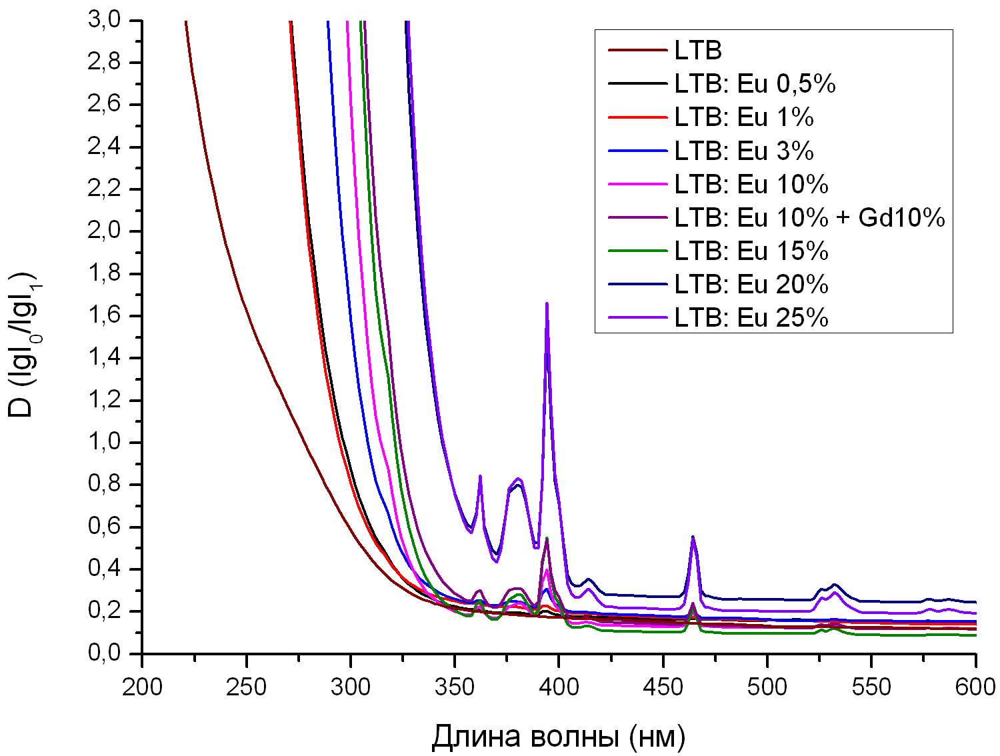 3,0
2,8
2,6
2,4
2,2
2,0
1,8
1,6
1,4
1,2
1,0
0,8
0,6
0,4
0,2
0,0
D (lgI0/lgI1)
LTB
LTB: Eu 0,5%
LTB: Eu 1%
LTB: Eu 3%
LTB: Eu 10%
LTB: Eu 10% + Gd10%
LTB: Eu 15%
LTB: Eu 20%
LTB: Eu 25%
200 250 300 350 400 450 500 550 600
Длина волны (нм)